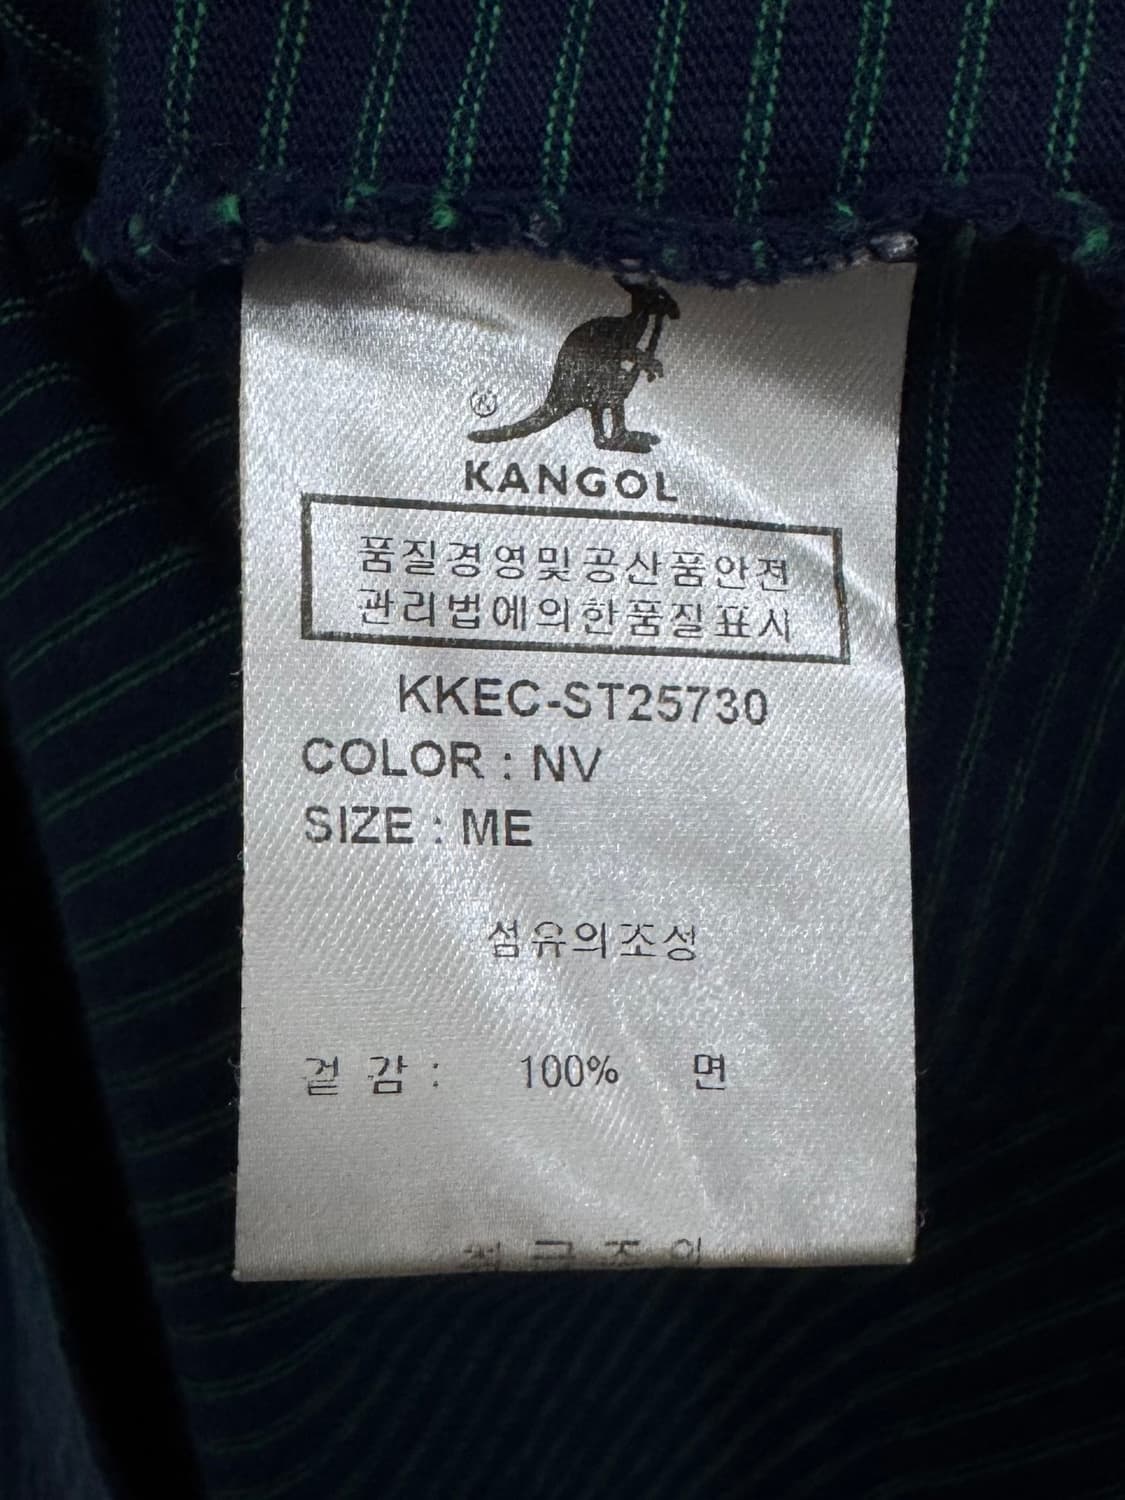 ®
KANGOL
품질경영및공산품안전
관리법에의한품질표시
KKEC-ST25730
COLOR : NV
SIZE : ME
섬유의조성
겉 감 : 100% 면